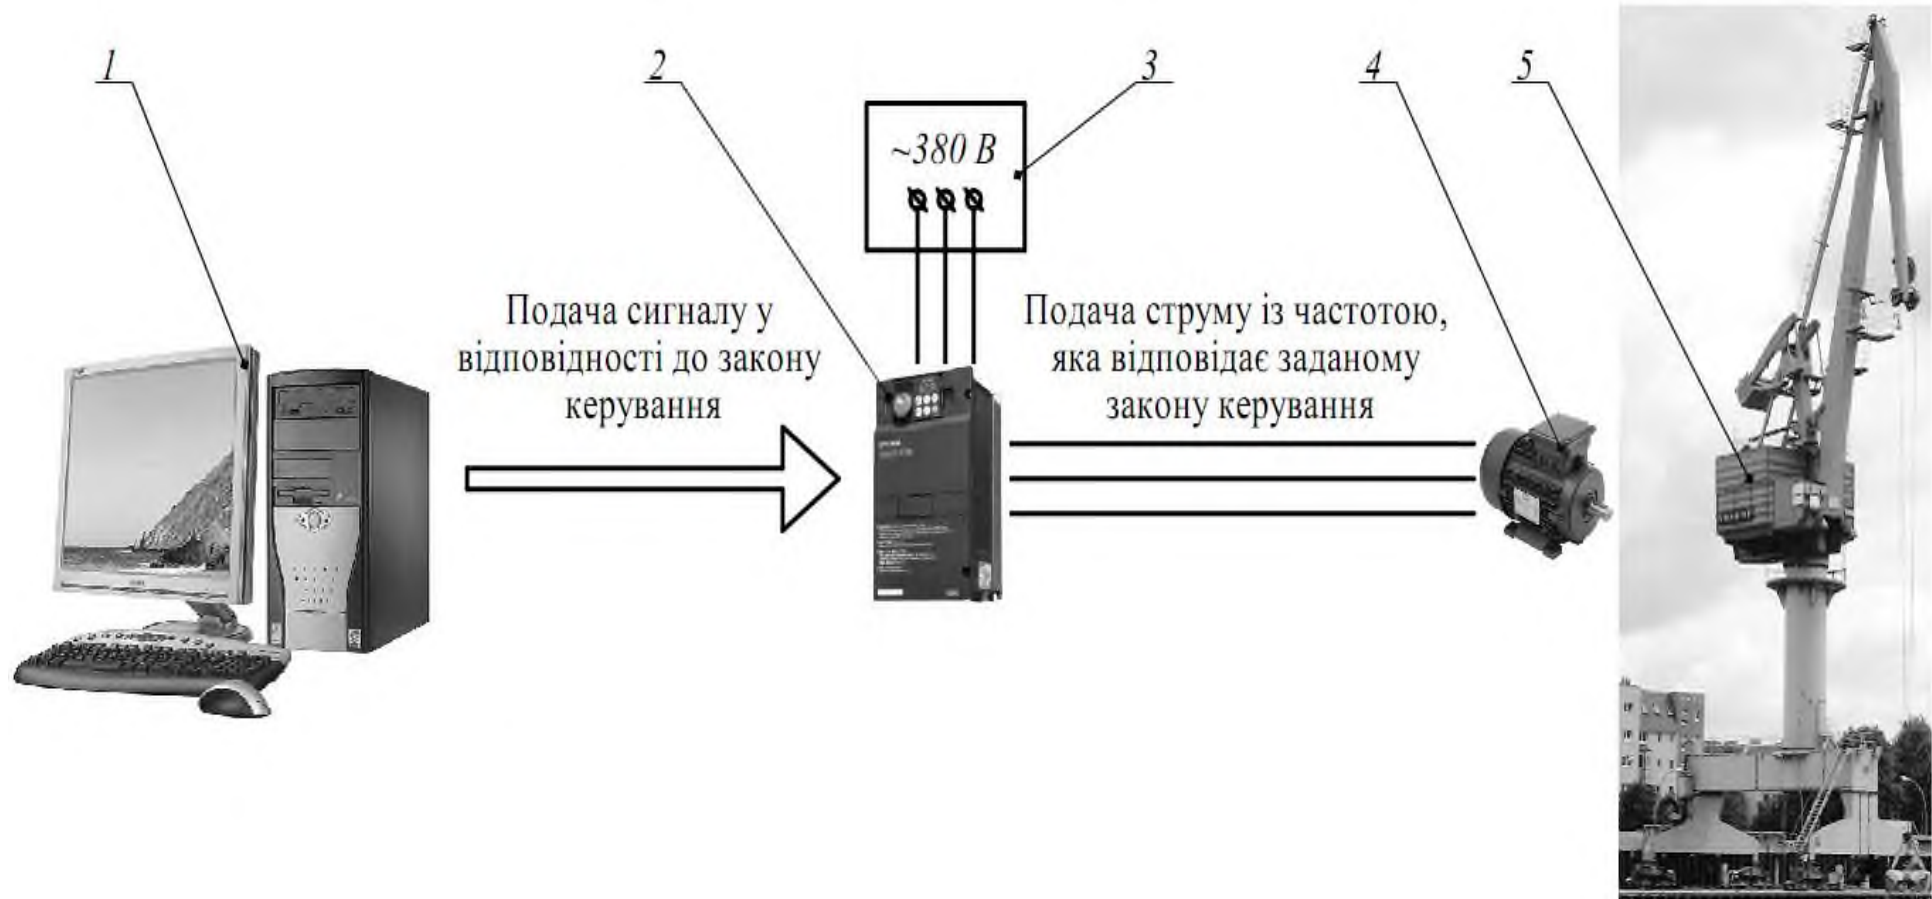 1
2
3
4
5
~380 В
Подача сигналу у
відповідності до закону
керування
Подача струму із частотою,
яка відповідає заданому
закону керування